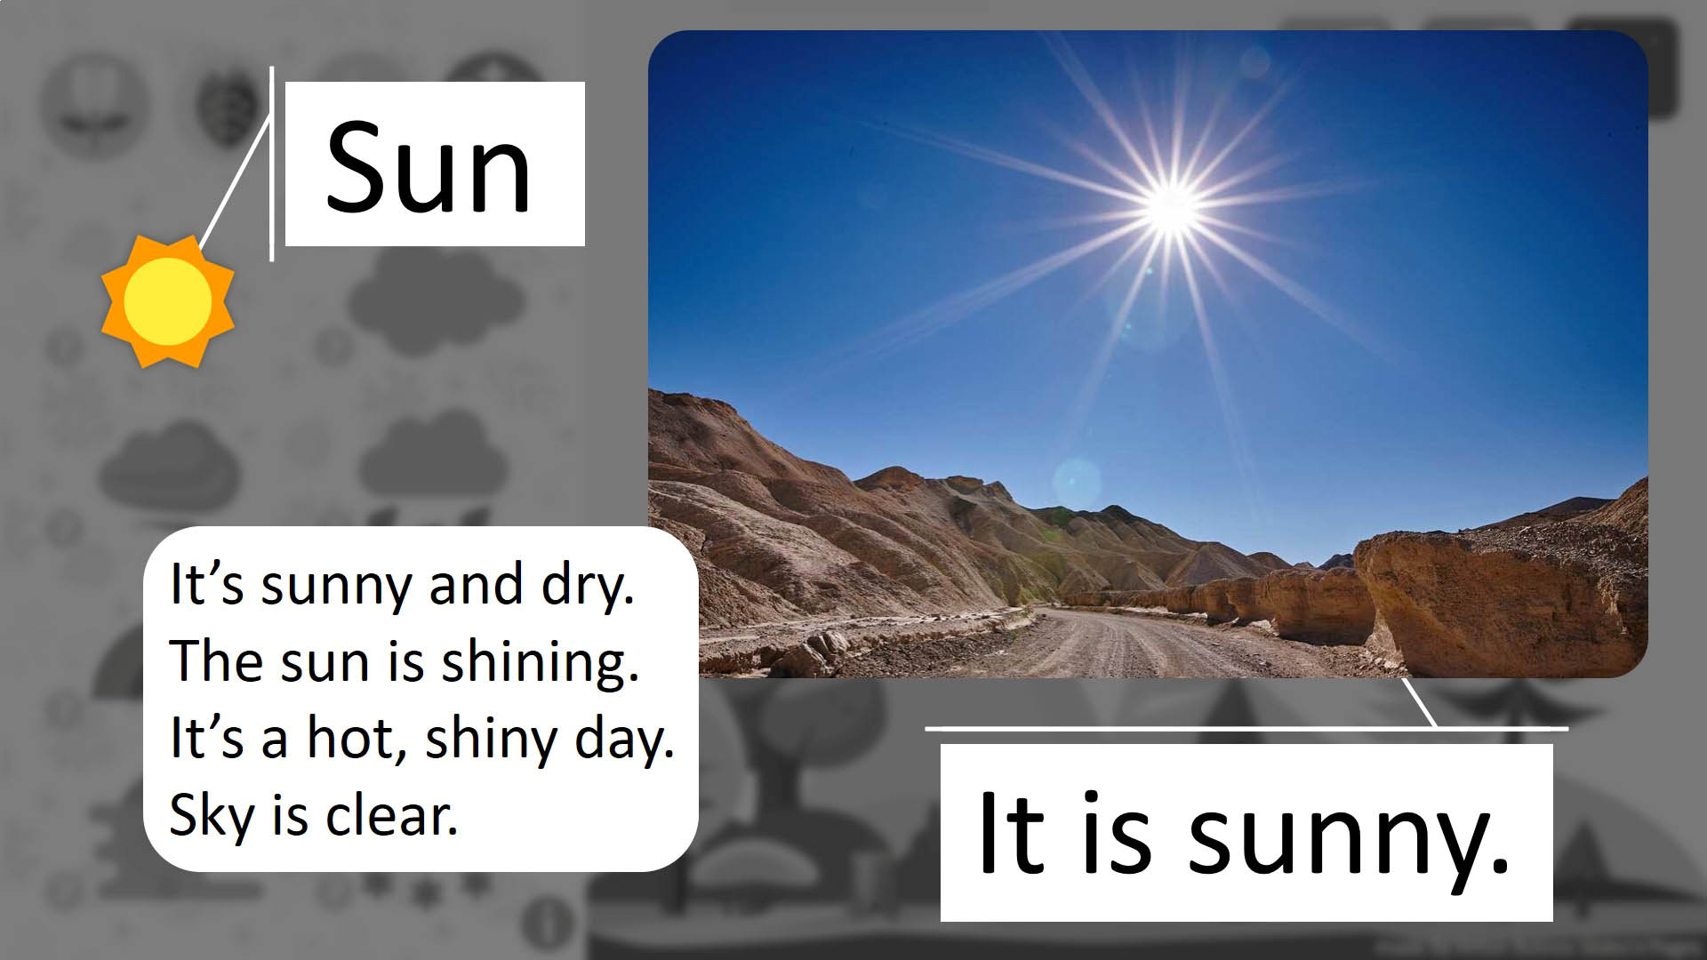 Sun
It’s sunny and dry.
The sun is shining.
It’s a hot, shiny day.
Sky is clear.
It is sunny.